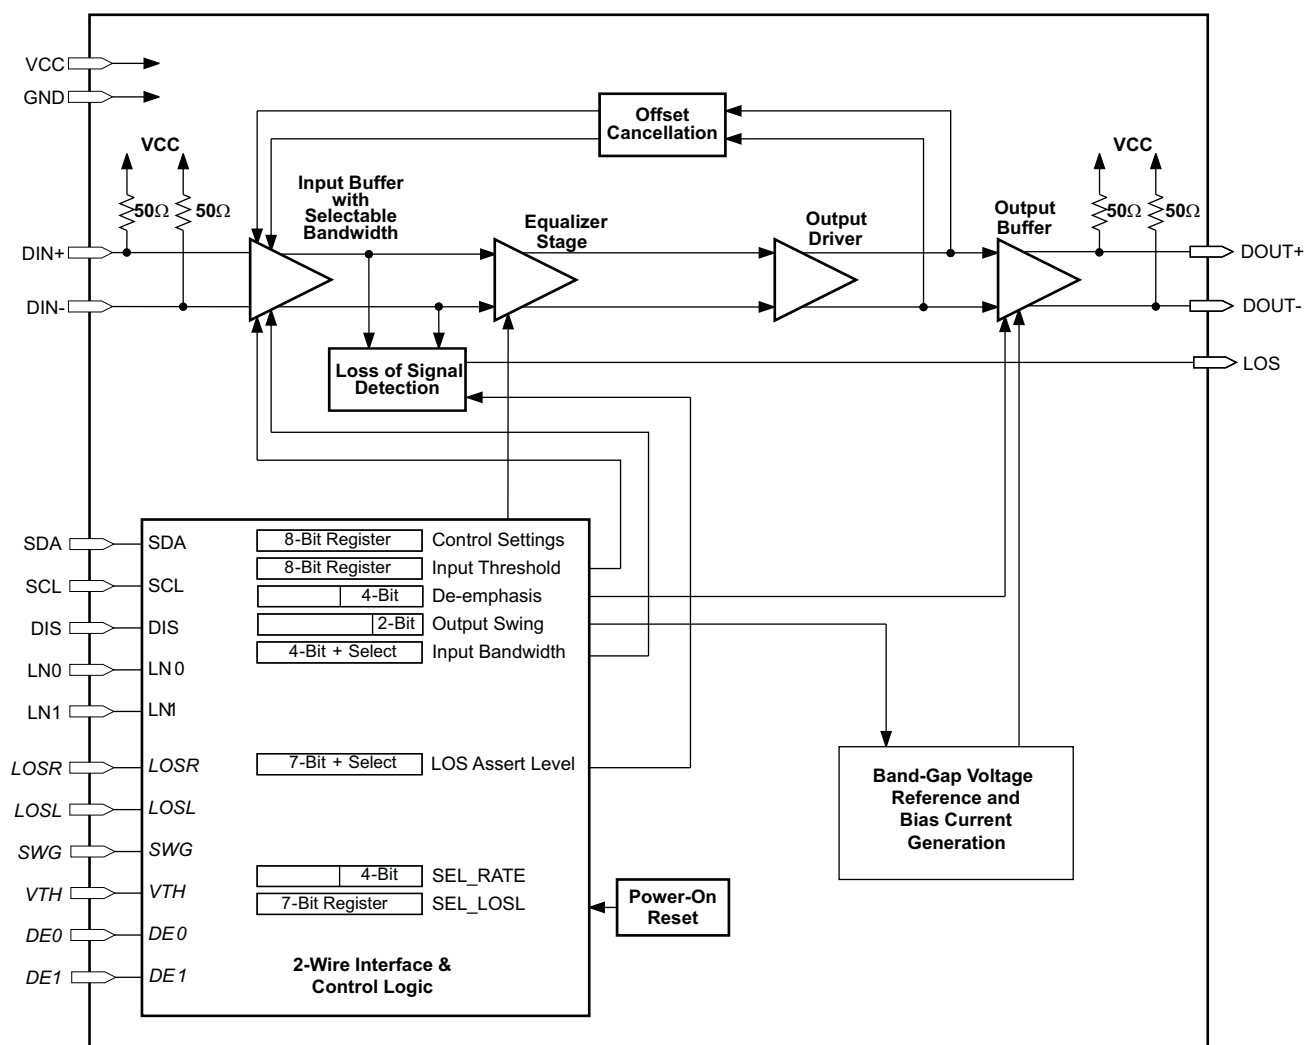 VCC
GND
Offset
Cancellation
VCC
50Ω
50Ω
Input Buffer
with
Selectable
Bandwidth
Equalizer
Stage
Output
Driver
Output
Buffer
VCC
50Ω
50Ω
DIN+
DIN-
DOUT+
DOUT-
LOS
Loss of Signal
Detection
SDA
SCL
DIS
LN0
LN1
LOSR
LOSL
SWG
VTH
DE0
DE1
SDA
SCL
DIS
LN0
LN1
LOSR
LOSL
SWG
VTH
DE0
DE1
8-Bit Register Control Settings
8-Bit Register Input Threshold
4-Bit De-emphasis
2-Bit Output Swing
4-Bit + Select Input Bandwidth
7-Bit + Select LOS Assert Level
4-Bit SEL_RATE
7-Bit Register SEL_LOSL
2-Wire Interface &
Control Logic
Power-On
Reset
Band-Gap Voltage
Reference and
Bias Current
Generation